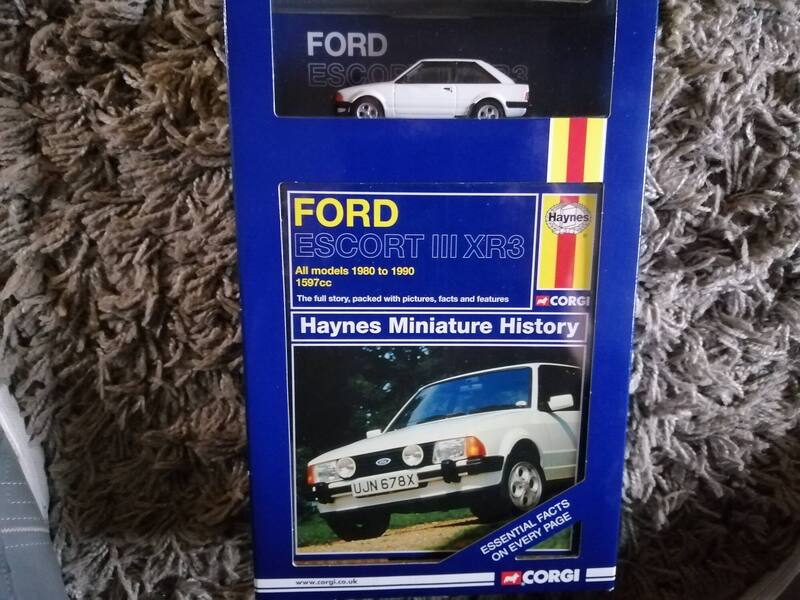 FORD
ESCORT XR3
FORD
ESCORT III XR3
All models 1980 to 1990
1597cc
The full story, packed with pictures, facts and features
Haynes
CORGI
Haynes Miniature History
UJN 678X
ESSENTIAL FACTS
ON EVERY PAGE
www.corgi.co.uk
CORGI